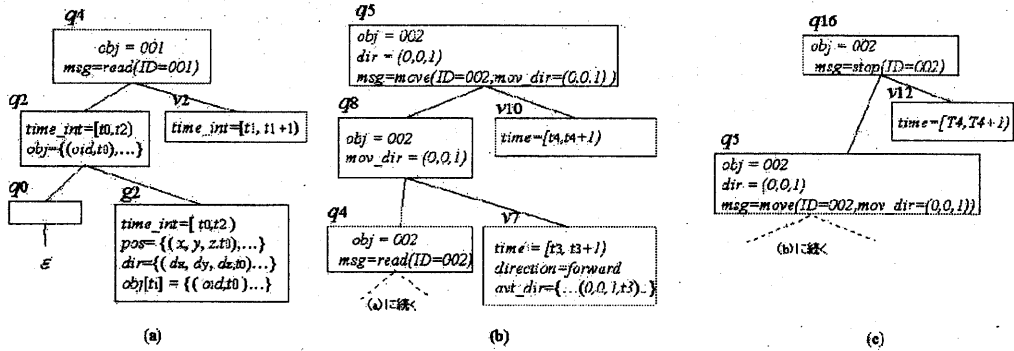 q4
obj = 001
msg=read(ID=001)
q2
time_int=[t0,t2)
obj={(oid,t0),...}
v2
time_int=[t1, t1+1)
q0
ε
g2
time_int=[t0,t2)
pos={(x, y, z,t0),...}
dir={(dx, dy, dz,t0)...}
obj[ti] = {(oid,t0)...}
(a)
q5
obj = 002
dir = (0,0,1)
msg=move(ID=002,mov_dir=(0,0,1) )
q8
obj = 002
mov_dir = (0,0,1)
v10
time=[t4,t4+1)
q4
obj = 002
msg=read(ID=002)
(a)に続く
v7
time = [t3, t3+1)
direction=forward
avt_dir={...(0,0,1,t3)..}
(b)
q16
obj = 002
msg=stop(ID=002)
v12
time=[T4,T4+1)
q5
obj = 002
dir = (0,0,1)
msg=move(ID=002,mov_dir=(0,0,1))
(b)に続く
(c)